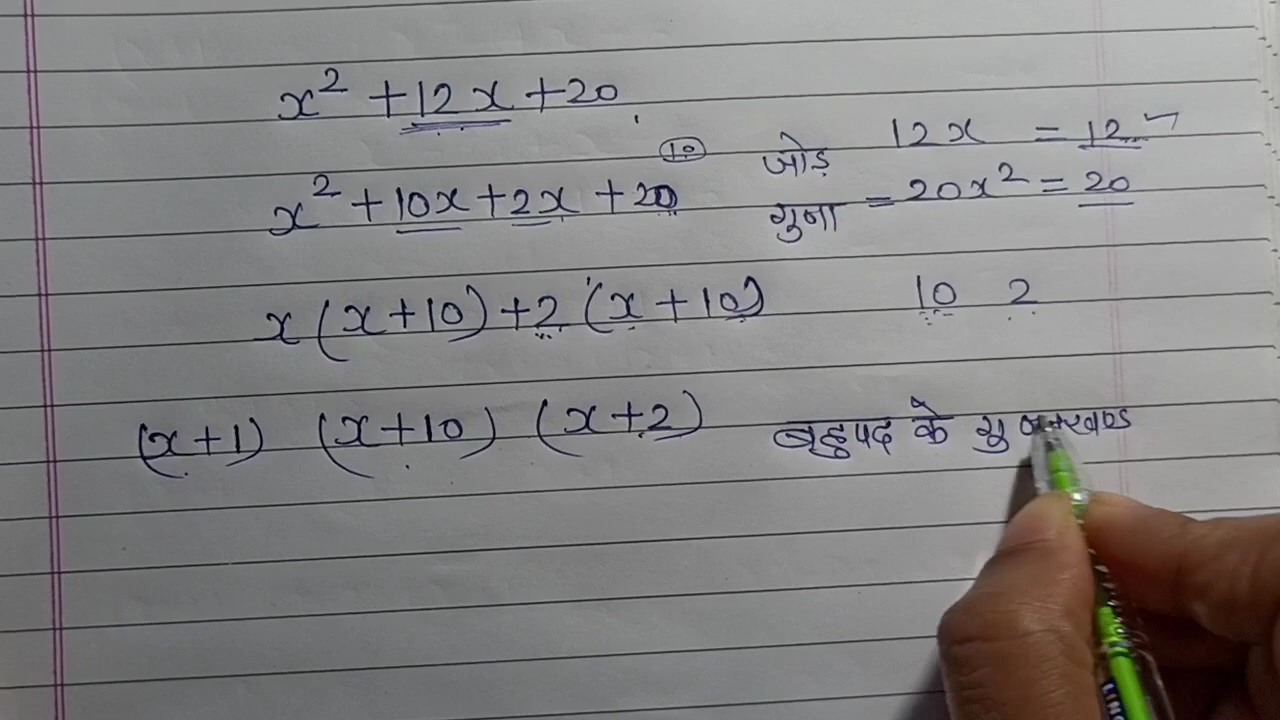 x² + 12x + 20
10
जोड़ 12x = 12
x² + 10x + 2x + 20
गुना = 20x² = 20
x (x + 10) + 2 (x + 10)
10 2
(x + 1) (x + 10) (x + 2)
बहुपद के